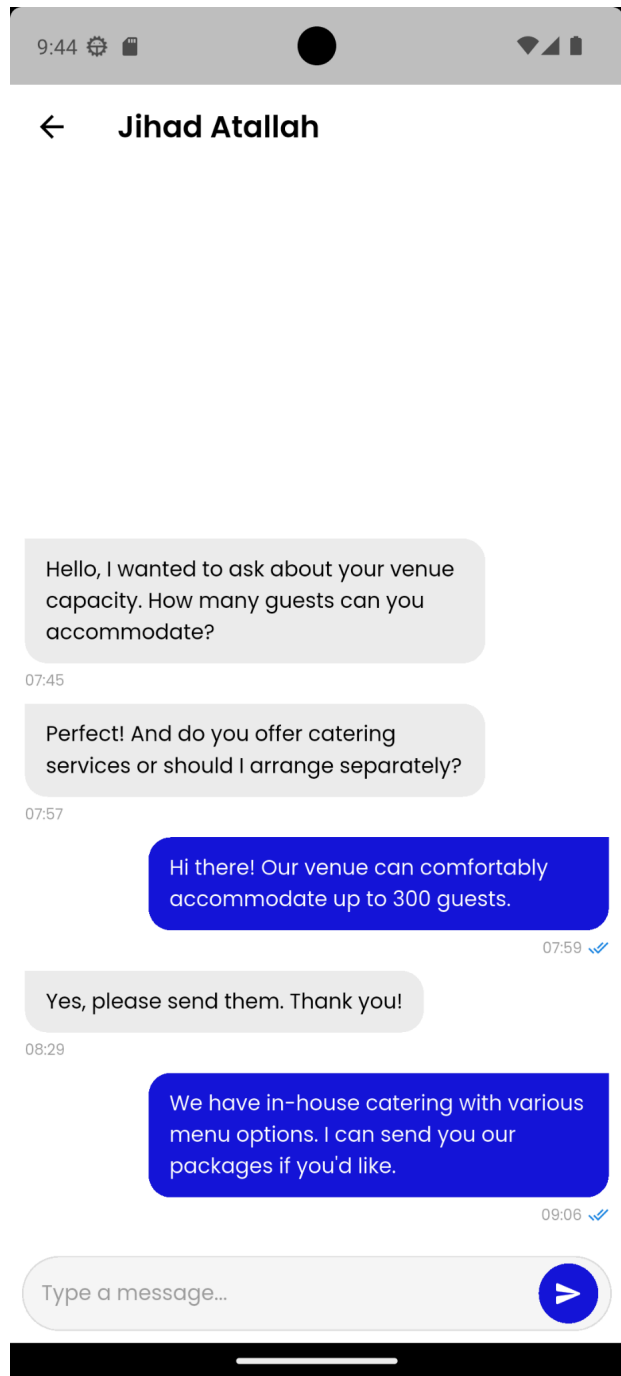 9:44
Jihad Atallah
Hello, I wanted to ask about your venue
capacity. How many guests can you
accommodate?
07:45
Perfect! And do you offer catering
services or should I arrange separately?
07:57
Hi there! Our venue can comfortably
accommodate up to 300 guests.
07:59
Yes, please send them. Thank you!
08:29
We have in-house catering with various
menu options. I can send you our
packages if you'd like.
09:06
Type a message...